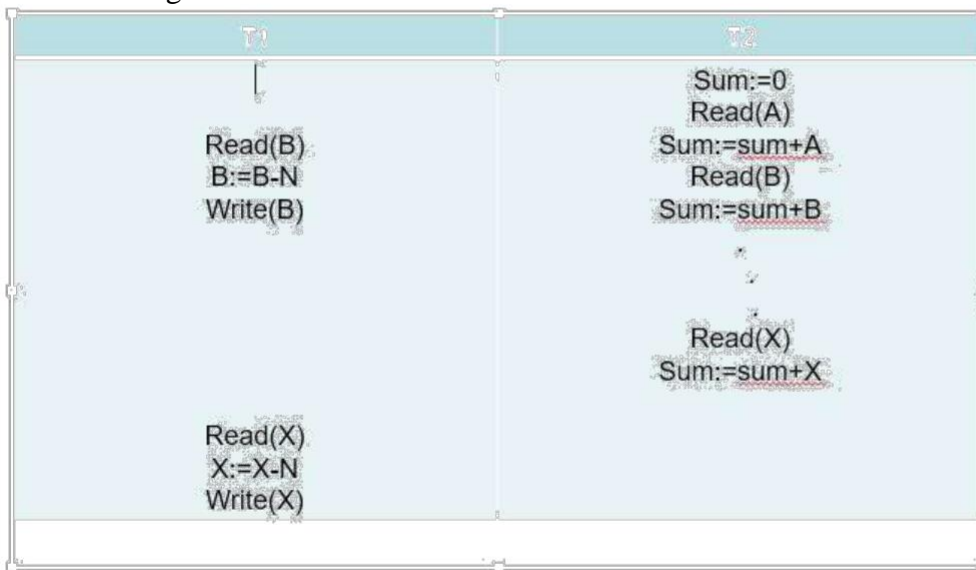 T1
T2
Sum:=0
Read(A)
Read(B)
Sum:=sum+A
B:=B-N
Read(B)
Write(B)
Sum:=sum+B
Read(X)
Sum:=sum+X
Read(X)
X:=X-N
Write(X)